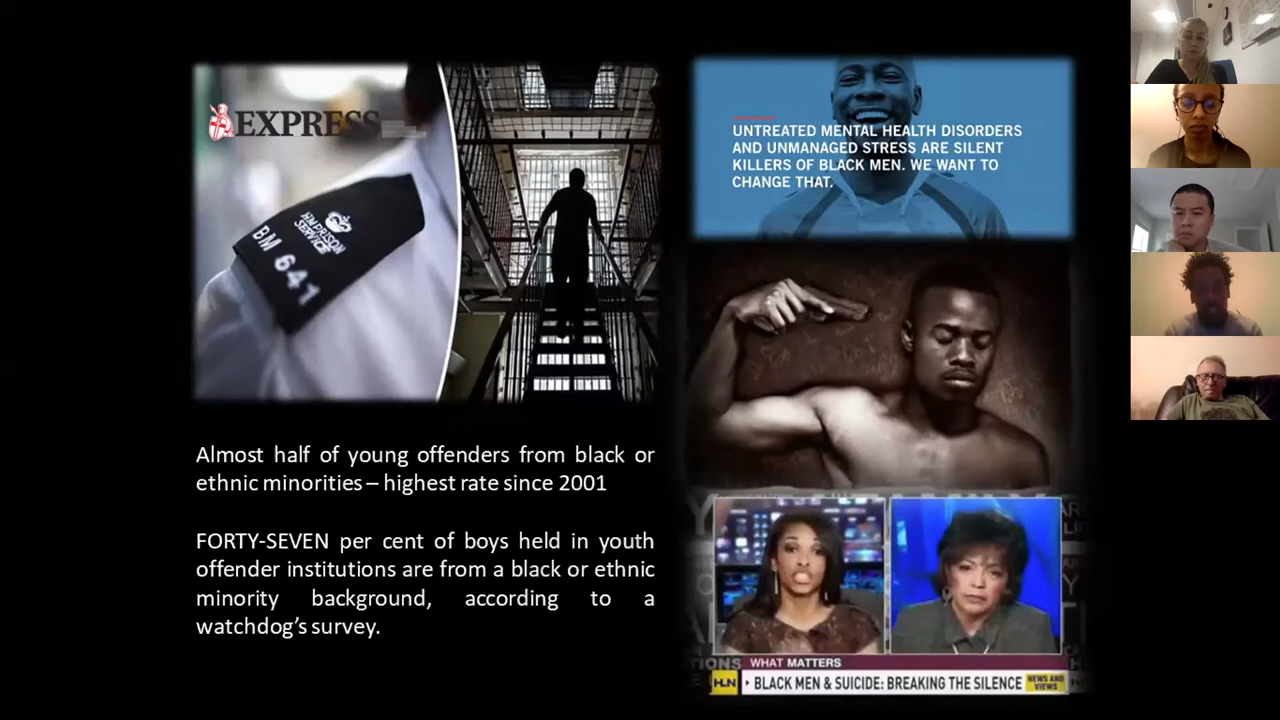 EXPRESS
HM PRISON
SERVICE
BM 641
Almost half of young offenders from black or
ethnic minorities – highest rate since 2001
FORTY-SEVEN per cent of boys held in youth
offender institutions are from a black or ethnic
minority background, according to a
watchdog's survey.
UNTREATED MENTAL HEALTH DISORDERS
AND UNMANAGED STRESS ARE SILENT
KILLERS OF BLACK MEN. WE WANT TO
CHANGE THAT.
WHAT MATTERS
HLN
BLACK MEN & SUICIDE: BREAKING THE SILENCE
NEWS AND
VIEWS